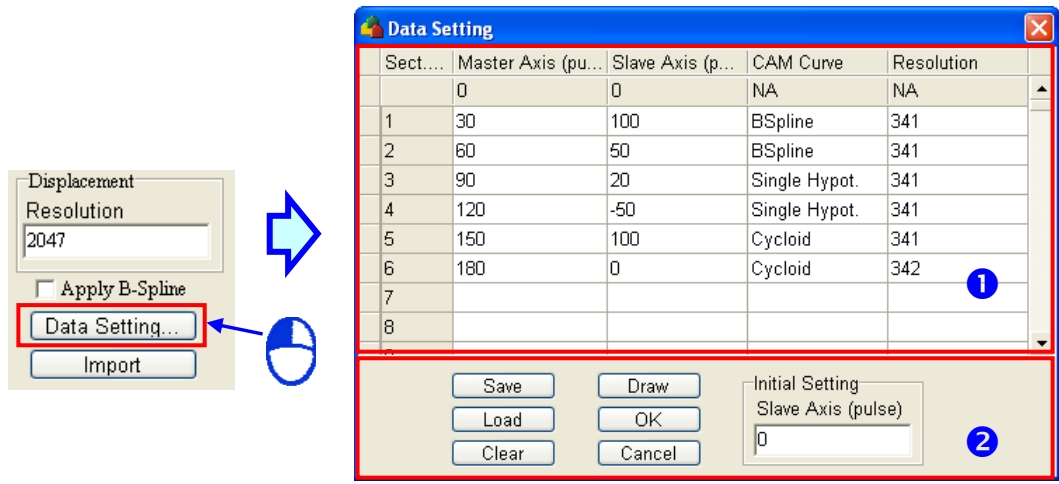 Displacement
Resolution
2047
Apply B-Spline
Data Setting...
Import
Data Setting
Sect.... Master Axis (pu... Slave Axis (p... CAM Curve Resolution
0 0 NA NA
1 30 100 BSpline 341
2 60 50 BSpline 341
3 90 20 Single Hypot. 341
4 120 -50 Single Hypot. 341
5 150 100 Cycloid 341
6 180 0 Cycloid 342
7
8
❶
Save Draw
Load OK
Clear Cancel
Initial Setting
Slave Axis (pulse)
0
❷